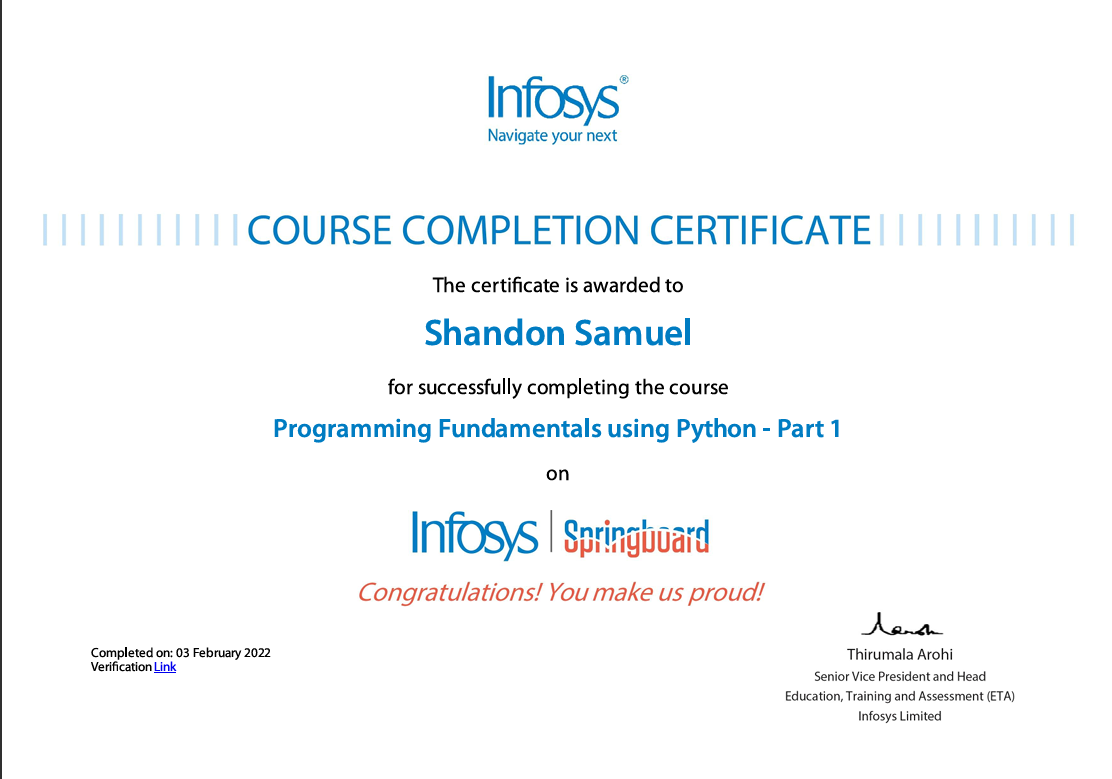 Infosys®
Navigate your next
COURSE COMPLETION CERTIFICATE
The certificate is awarded to
Shandon Samuel
for successfully completing the course
Programming Fundamentals using Python - Part 1
on
Infosys | Springboard
Congratulations! You make us proud!
Completed on: 03 February 2022
Verification Link
Thirumala Arohi
Senior Vice President and Head
Education, Training and Assessment (ETA)
Infosys Limited